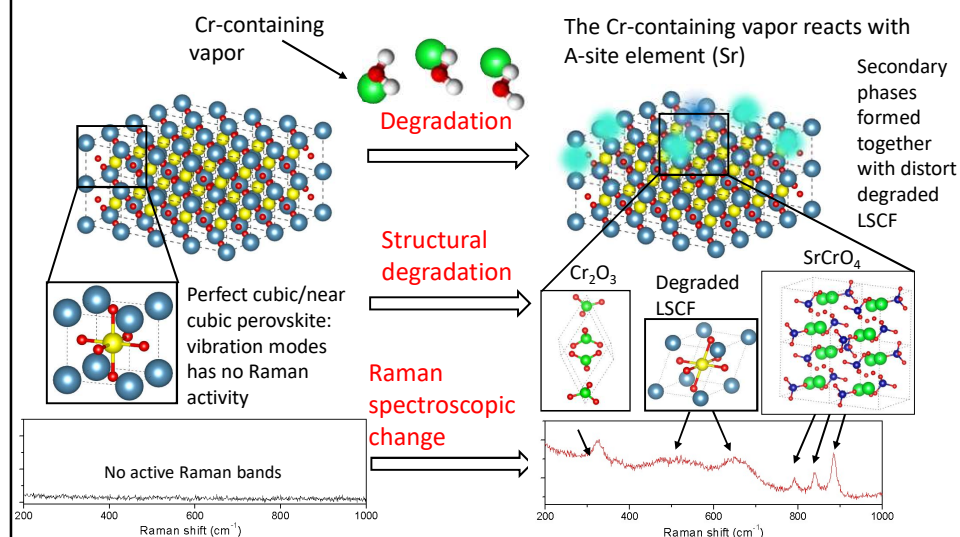 Cr-containing
vapor
The Cr-containing vapor reacts with
A-site element (Sr)
Degradation
Secondary
phases
formed
together
with distort
degraded
LSCF
Structural
degradation
Perfect cubic/near
cubic perovskite:
vibration modes
has no Raman
activity
Cr₂O₃
Degraded
LSCF
SrCrO₄
Raman
spectroscopic
change
No active Raman bands
200 400 600 800 1000
Raman shift (cm⁻¹)
200 400 600 800 1000
Raman shift (cm⁻¹)